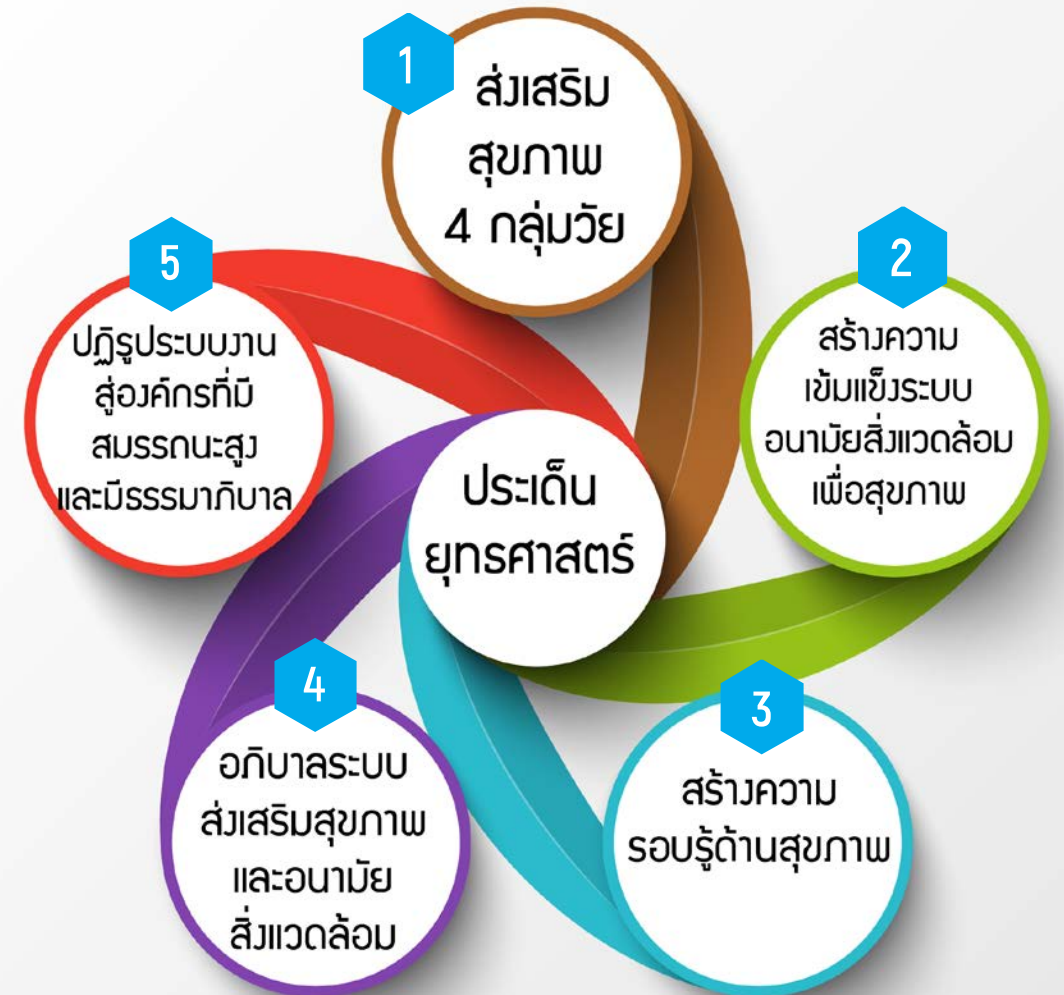 1
ส่งเสริม
สุขภาพ
4 กลุ่มวัย
2
สร้างความ
เข้มแข็งระบบ
อนามัยสิ่งแวดล้อม
เพื่อสุขภาพ
3
สร้างความ
รอบรู้ด้านสุขภาพ
4
อภิบาลระบบ
ส่งเสริมสุขภาพ
และอนามัย
สิ่งแวดล้อม
5
ปฏิรูประบบงาน
สู่องค์กรที่มี
สมรรถนะสูง
และมีธรรมาภิบาล
ประเด็น
ยุทธศาสตร์